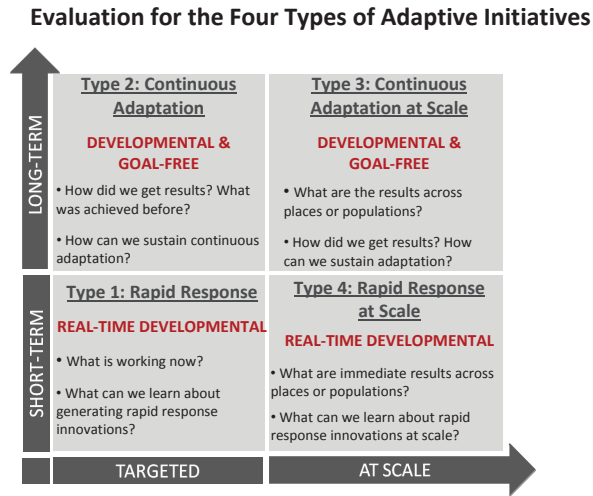 Evaluation for the Four Types of Adaptive Initiatives
LONG-TERM
Type 2: Continuous
Adaptation
DEVELOPMENTAL &
GOAL-FREE
• How did we get results? What
was achieved before?
• How can we sustain continuous
adaptation?
Type 3: Continuous
Adaptation at Scale
DEVELOPMENTAL &
GOAL-FREE
• What are the results across
places or populations?
• How did we get results? How
can we sustain adaptation?
SHORT-TERM
Type 1: Rapid Response
REAL-TIME DEVELOPMENTAL
• What is working now?
• What can we learn about
generating rapid response
innovations?
Type 4: Rapid Response
at Scale
REAL-TIME DEVELOPMENTAL
• What are immediate results across
places or populations?
• What can we learn about rapid
response innovations at scale?
TARGETED
AT SCALE